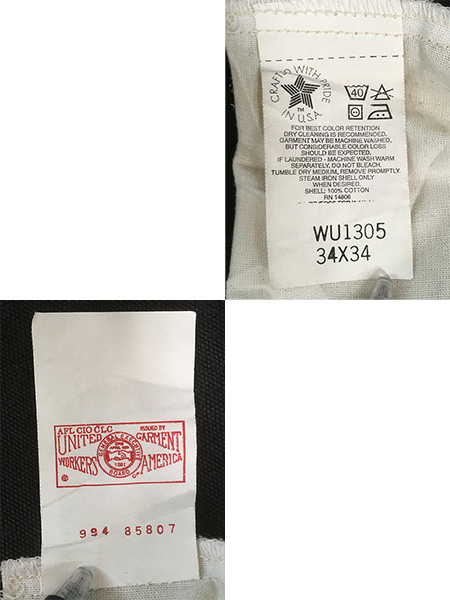 CRAFTED WITH PRIDE
TM
IN U.S.A
40
FOR BEST COLOR RETENTION
DRY CLEANING IS RECOMMENDED.
GARMENT MAY BE MACHINE WASHED,
BUT CONSIDERABLE COLOR LOSS
SHOULD BE EXPECTED.
IF LAUNDERED - MACHINE WASH WARM
SEPARATELY, DO NOT BLEACH.
TUMBLE DRY MEDIUM, REMOVE PROMPTLY.
STEAM IRON SHELL ONLY
WHEN DESIRED.
SHELL: 100% COTTON
RN 14806
WU1305
34X34
AFL CIO CLC
ISSUED BY
UNITED GARMENT
WORKERS OF AMERICA
GENERAL EXECUTIVE
BOARD
994 85807